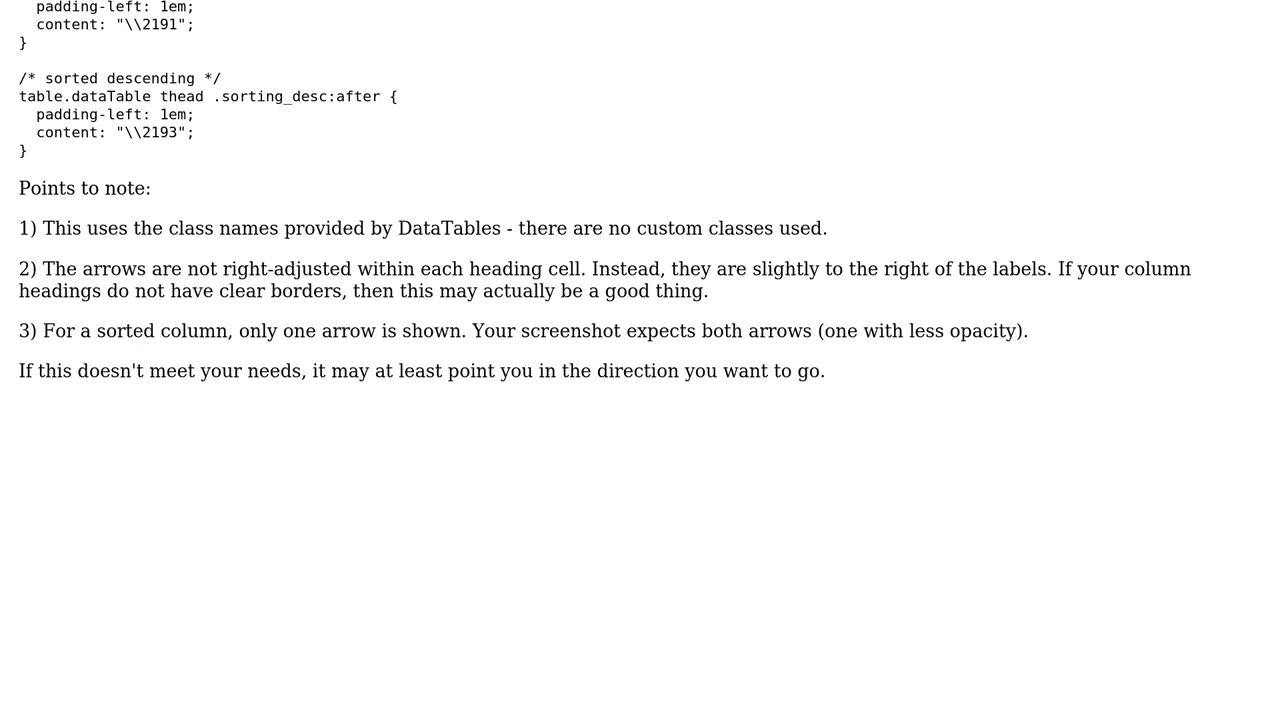 padding-left: 1em;
  content: "\\2191";
}
/* sorted descending */
table.dataTable thead .sorting_desc:after {
  padding-left: 1em;
  content: "\\2193";
}
Points to note:
1) This uses the class names provided by DataTables - there are no custom classes used.
2) The arrows are not right-adjusted within each heading cell. Instead, they are slightly to the right of the labels. If your column
headings do not have clear borders, then this may actually be a good thing.
3) For a sorted column, only one arrow is shown. Your screenshot expects both arrows (one with less opacity).
If this doesn't meet your needs, it may at least point you in the direction you want to go.